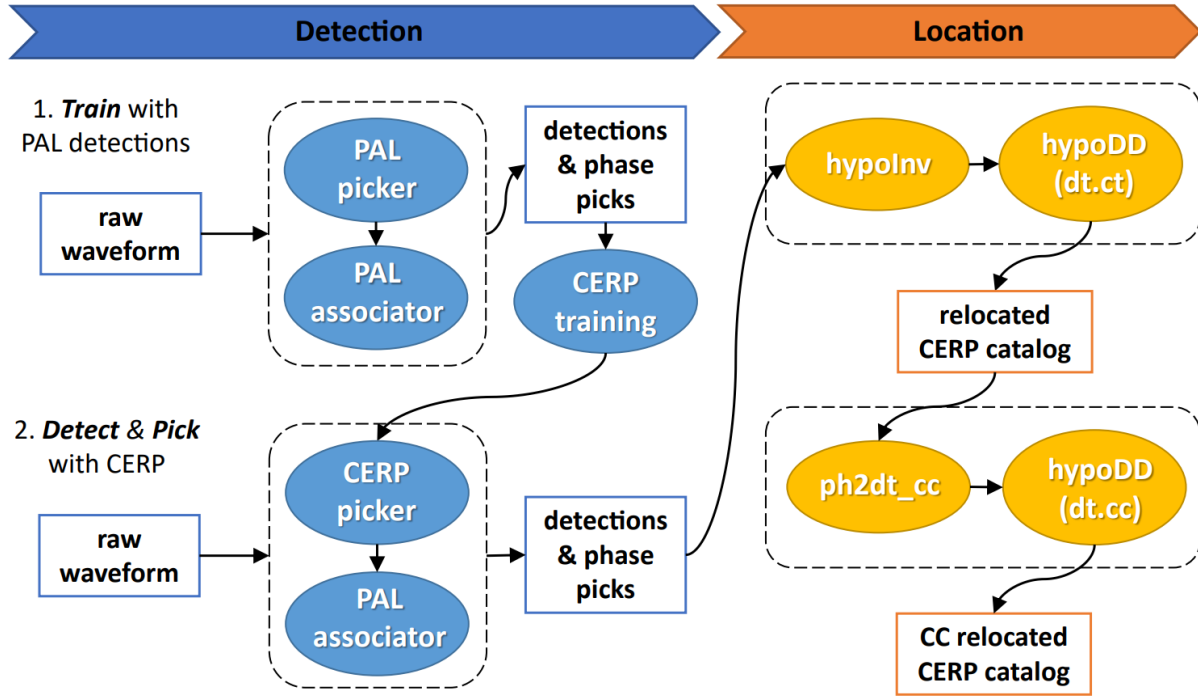 Detection
Location
1. Train with
PAL detections
raw
waveform
PAL
picker
PAL
associator
detections
& phase
picks
CERP
training
2. Detect & Pick
with CERP
raw
waveform
CERP
picker
PAL
associator
detections
& phase
picks
hypoInv
hypoDD
(dt.ct)
relocated
CERP catalog
ph2dt_cc
hypoDD
(dt.cc)
CC relocated
CERP catalog